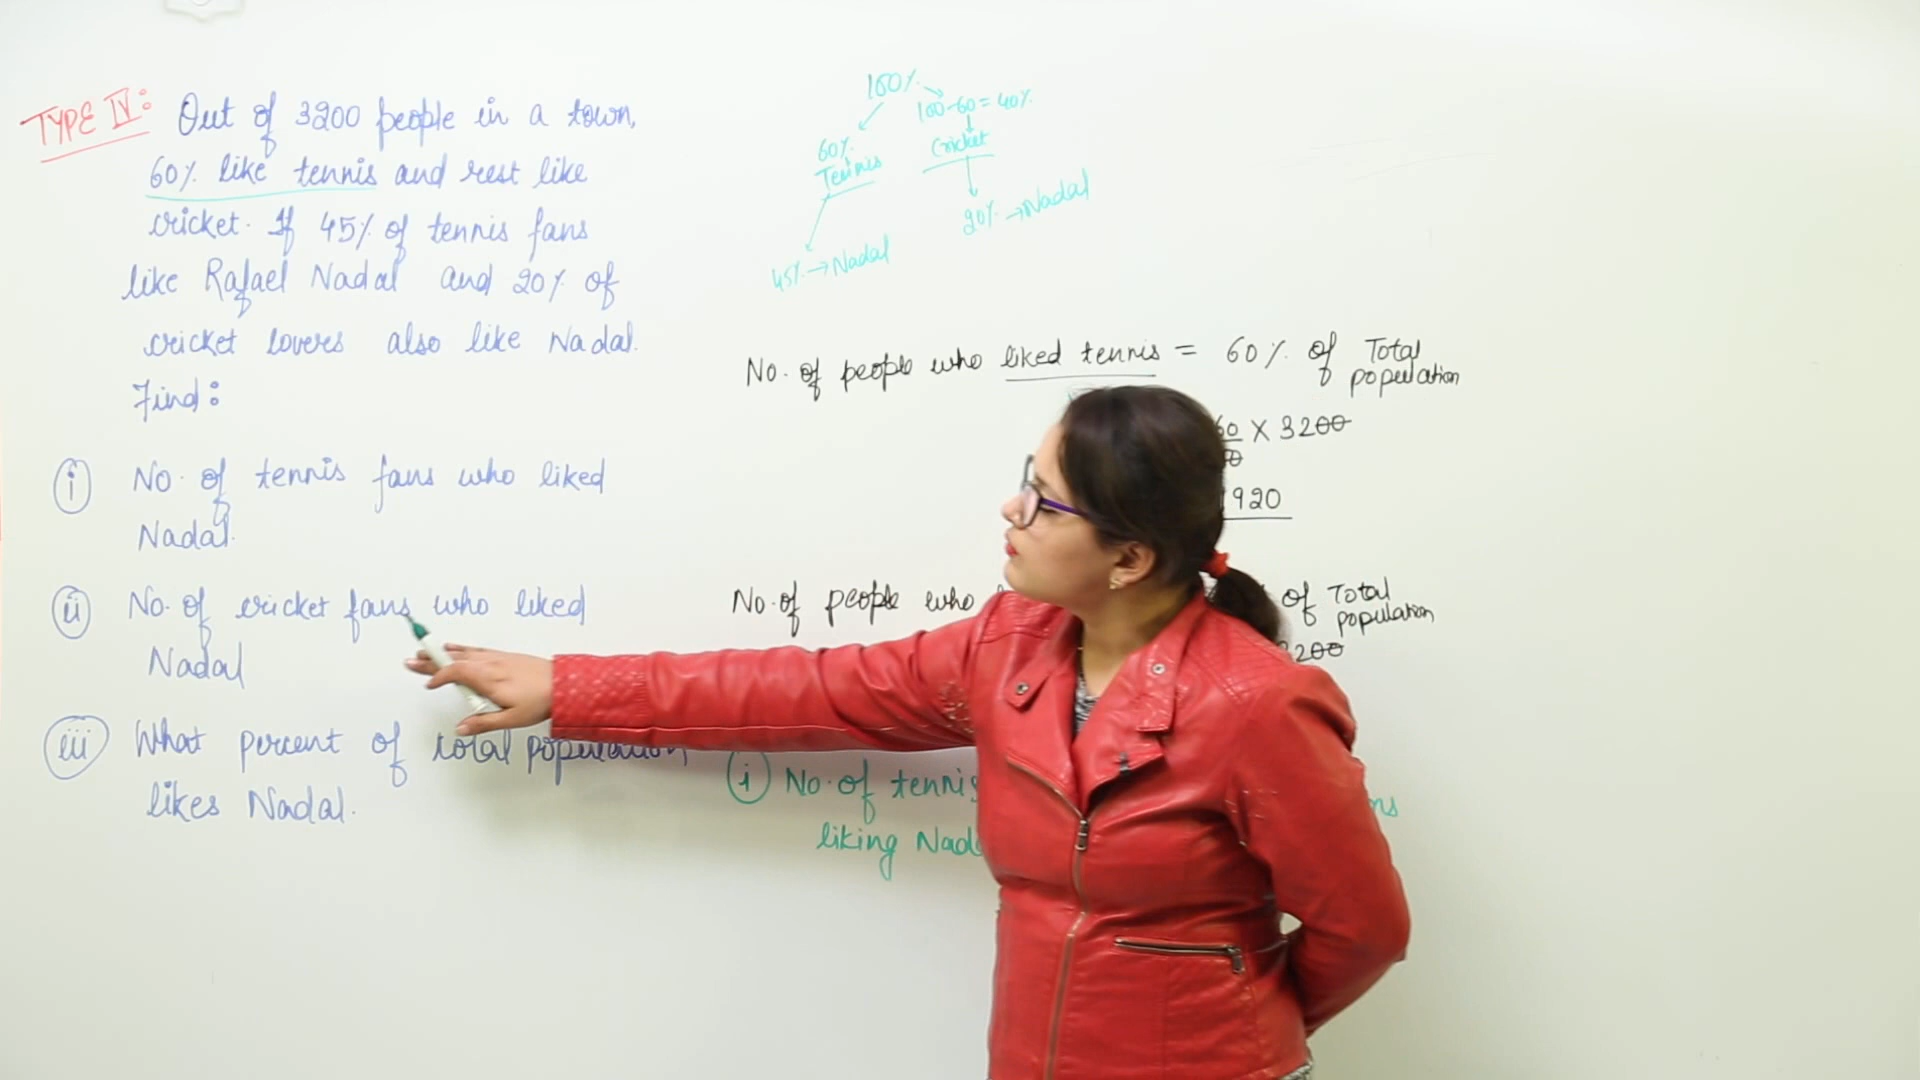 TYPE IV: Out of 3200 people in a town,
60% like tennis and rest like
cricket. If 45% of tennis fans
like Rafael Nadal and 20% of
cricket lovers also like Nadal.
Find:
(i) No. of tennis fans who liked
Nadal.
(ii) No. of cricket fans who liked
Nadal
(iii) What percent of total population
likes Nadal.
100%
100-60=40%
60%
Tennis
Cricket
20% → Nadal
45% → Nadal
No. of people who liked tennis = 60% of Total
population
60 × 3200
1920
No. of people who of Total
population
200
(i) No. of tennis
liking